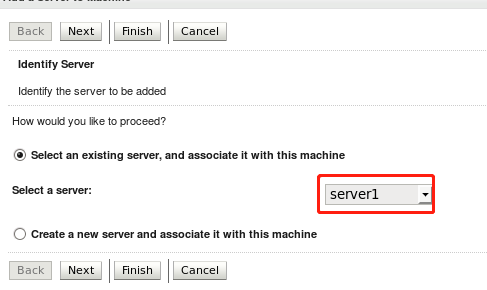 Add a Server to Machine
Back Next Finish Cancel
Identify Server
Identify the server to be added
How would you like to proceed?
Select an existing server, and associate it with this machine
Select a server:
server1
Create a new server and associate it with this machine
Back Next Finish Cancel